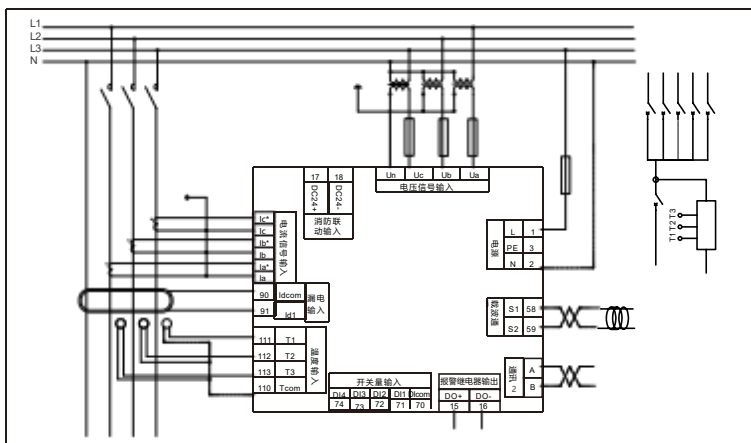 L1
L2
L3
N
17 18
DC24+ DC24-
消防联
动输入
Un Uc Ub Ua
电压信号输入
Ic*
Ic
Ib*
Ib
Ia*
Ia
电流信号输入
电源
L 1
PE 3
N 2
T1 T2 T3
90 Idcom
91 Id1
漏电
输入
载波通
S1 58
S2 59
111 T1
112 T2
113 T3
110 Tcom
温度输入
通讯2
A
B
开关量输入
DI4 DI3 DI2 DI1 DIcom
74 73 72 71 70
报警继电器输出
DO+ DO-
15 16